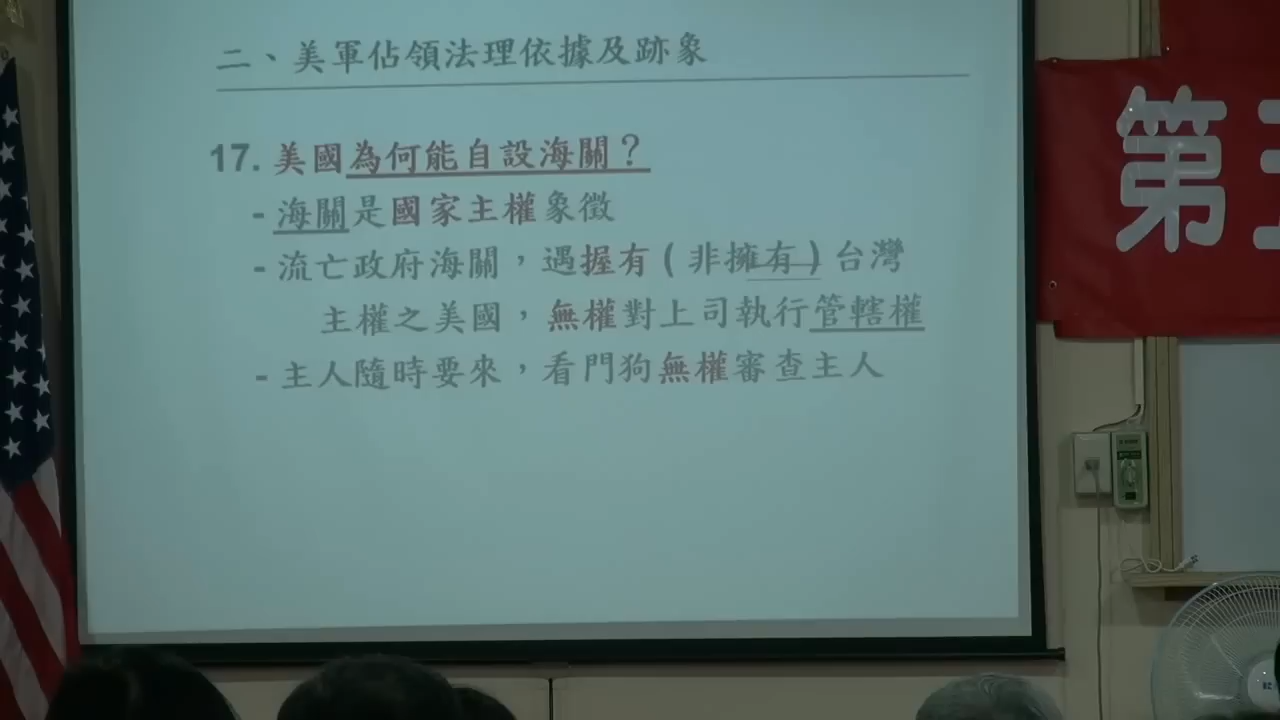 二、美軍佔領法理依據及跡象
17. 美國為何能自設海關？
- 海關是國家主權象徵
- 流亡政府海關，遇握有(非擁有)台灣
主權之美國，無權對上司執行管轄權
- 主人隨時要來，看門狗無權審查主人
第